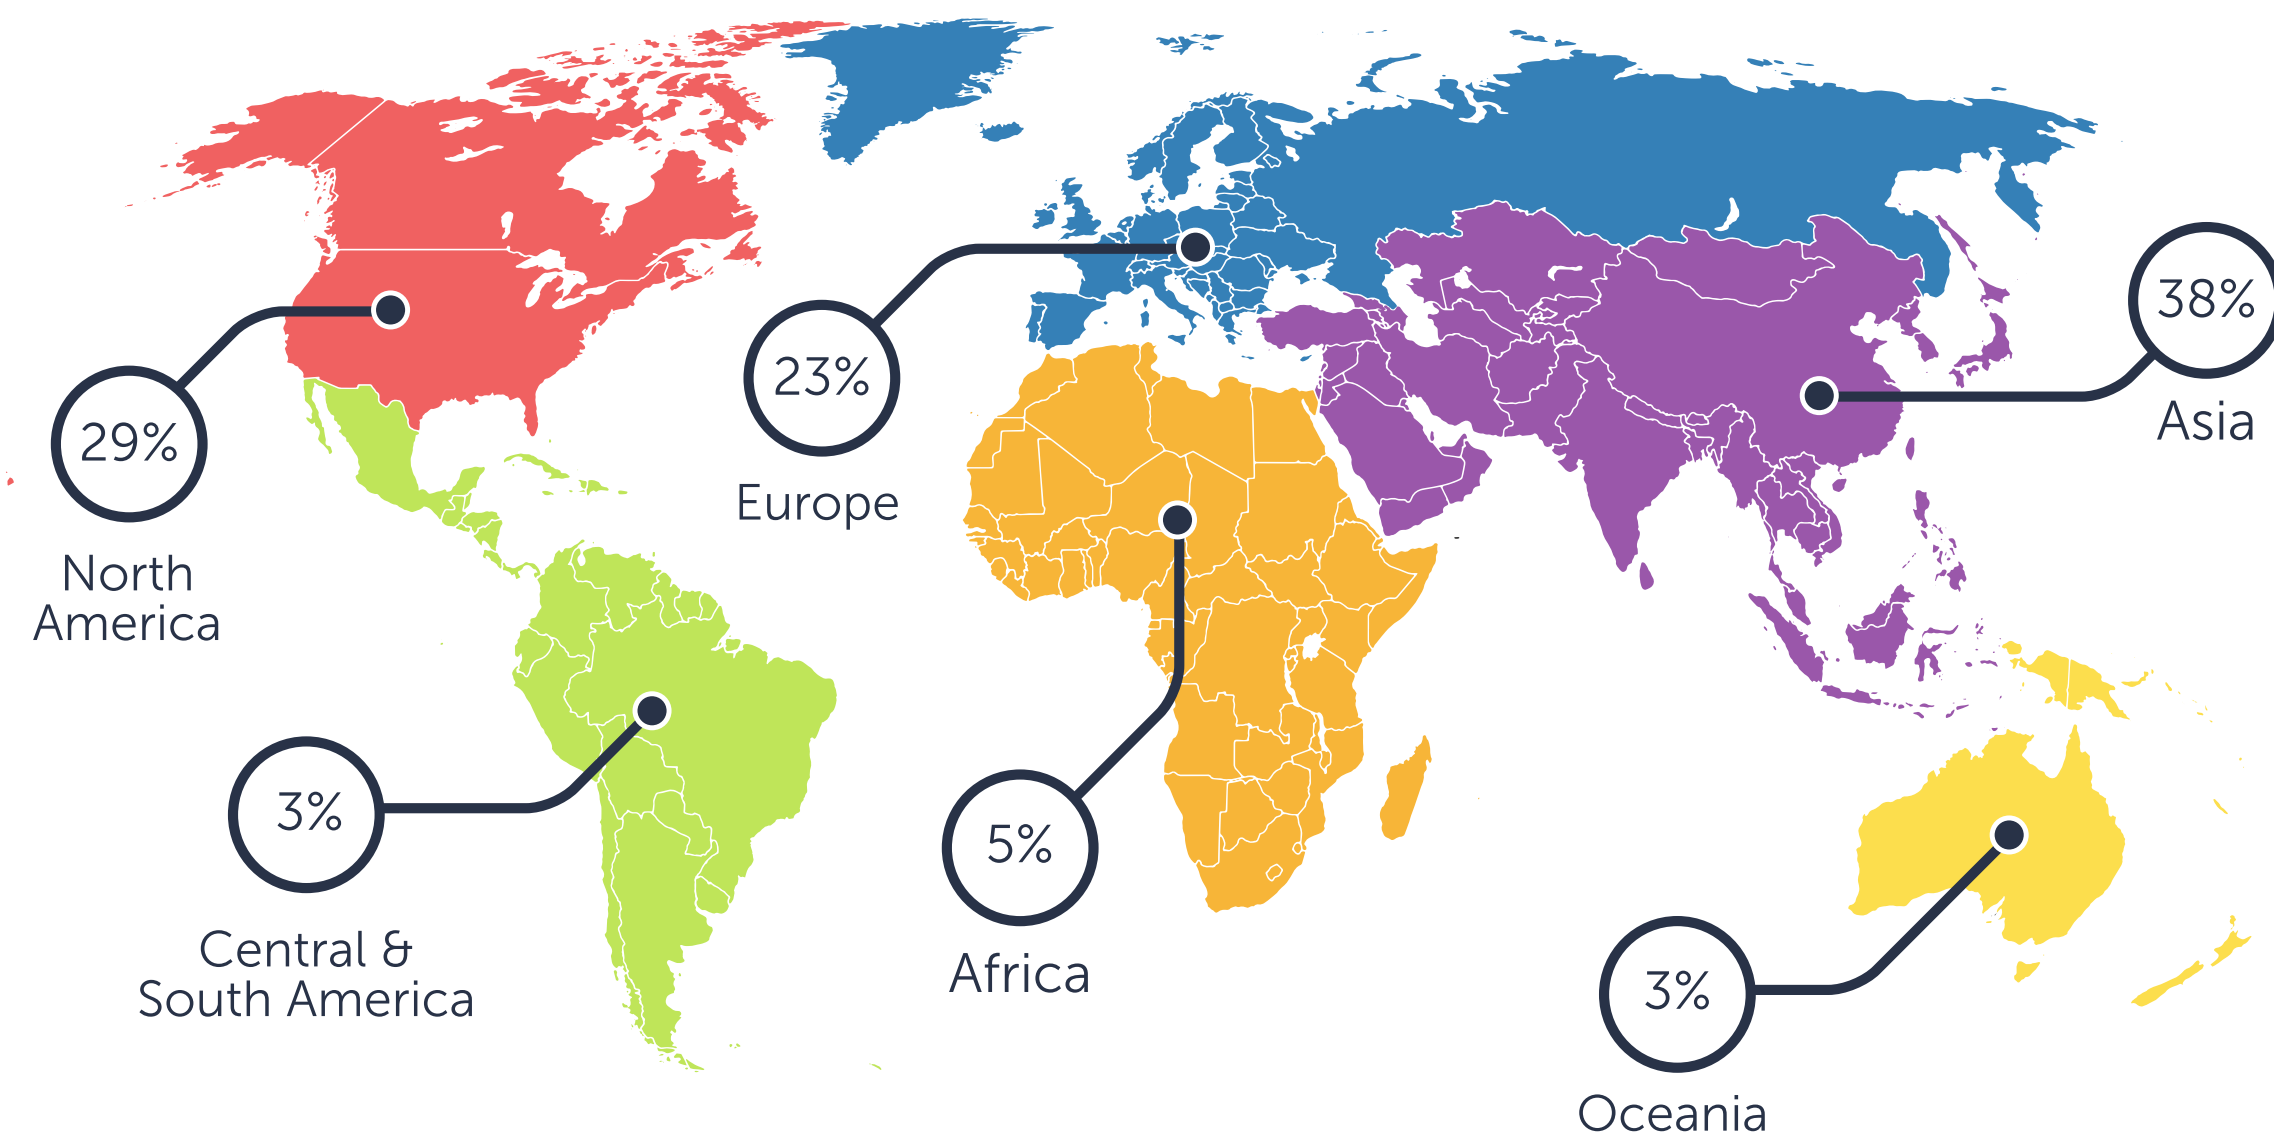 29%
North
America
23%
Europe
38%
Asia
3%
Central &
South America
5%
Africa
3%
Oceania